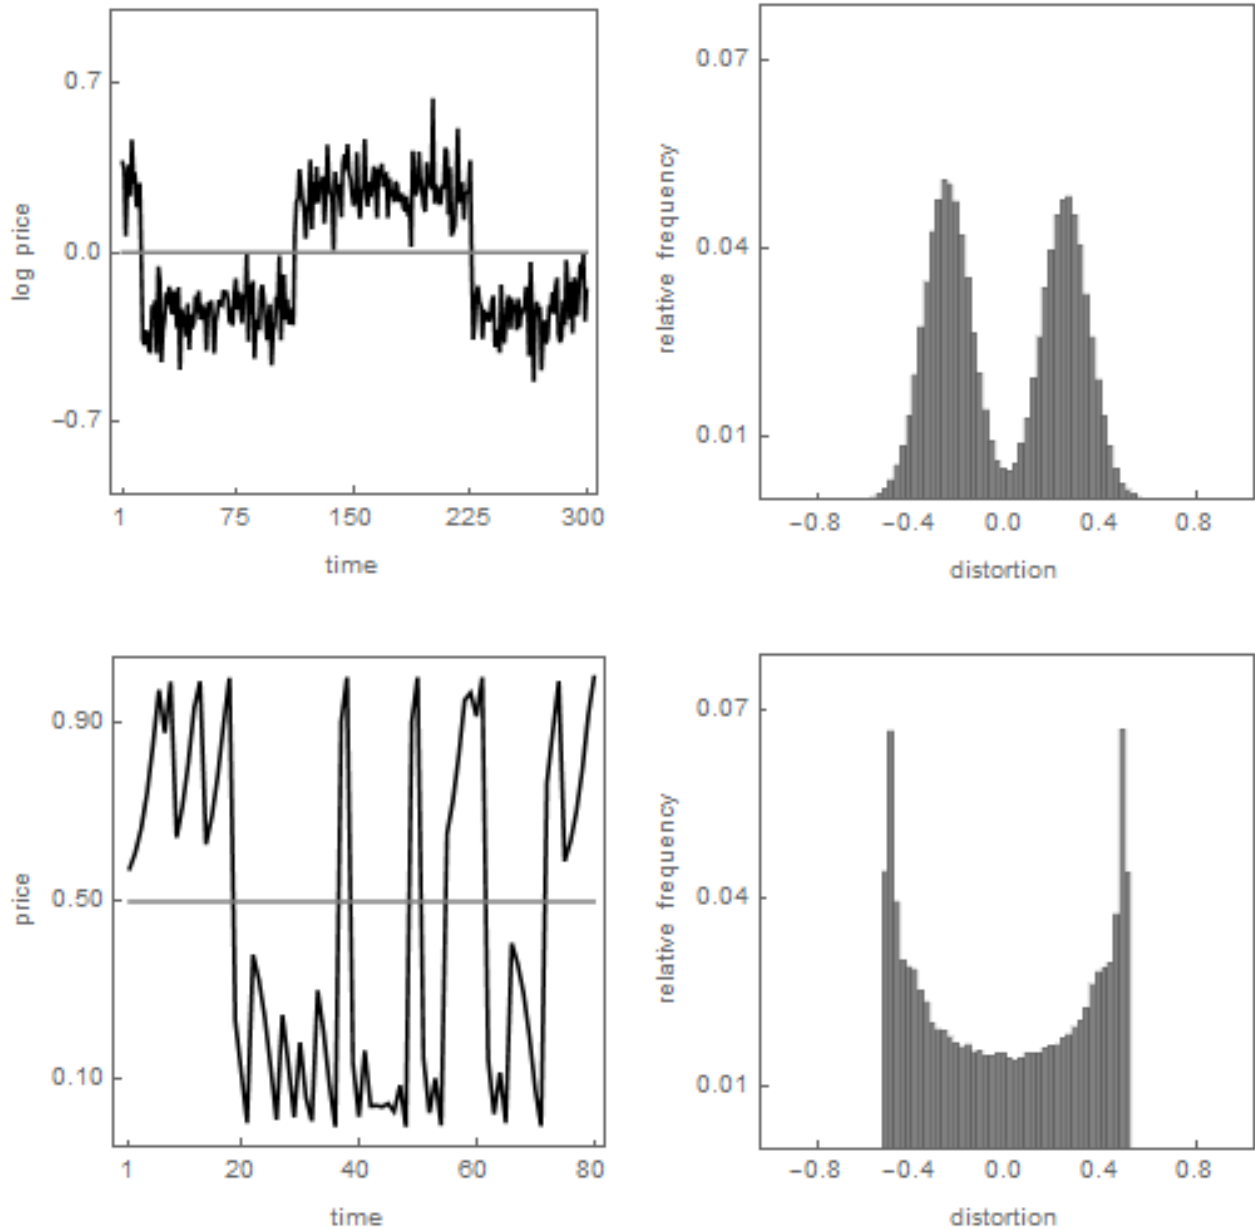 0.7
0.0
−0.7
log price
1 75 150 225 300
time
0.07
0.04
0.01
relative frequency
−0.8 −0.4 0.0 0.4 0.8
distortion
0.90
0.50
0.10
price
1 20 40 60 80
time
0.07
0.04
0.01
relative frequency
−0.8 −0.4 0.0 0.4 0.8
distortion